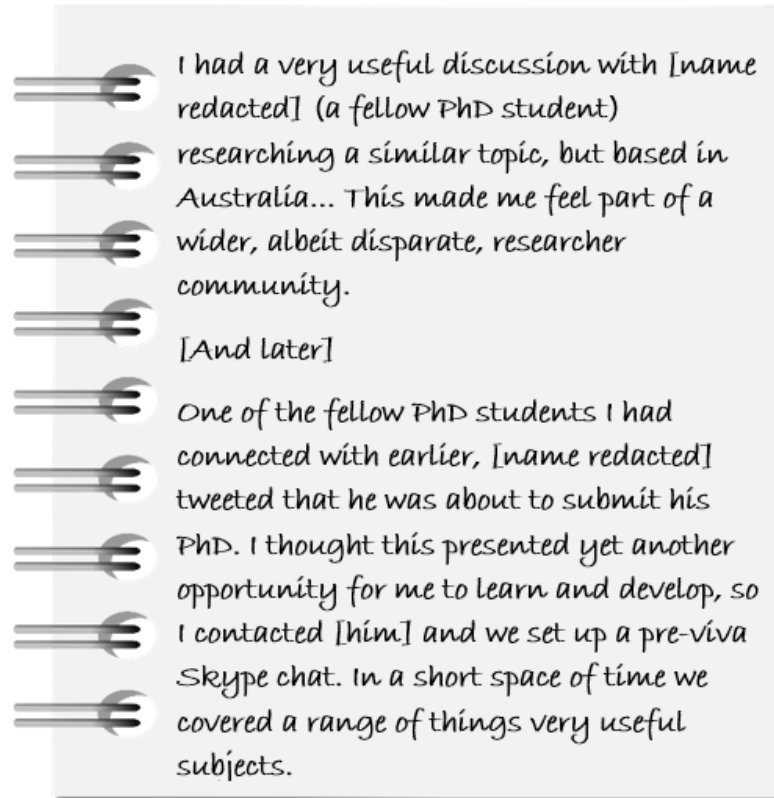 I had a very useful discussion with [name
redacted] (a fellow PhD student)
researching a similar topic, but based in
Australia... This made me feel part of a
wider, albeit disparate, researcher
community.
[And later]
One of the fellow PhD students I had
connected with earlier, [name redacted]
tweeted that he was about to submit his
PhD. I thought this presented yet another
opportunity for me to learn and develop, so
I contacted [him] and we set up a pre-viva
Skype chat. In a short space of time we
covered a range of things very useful
subjects.